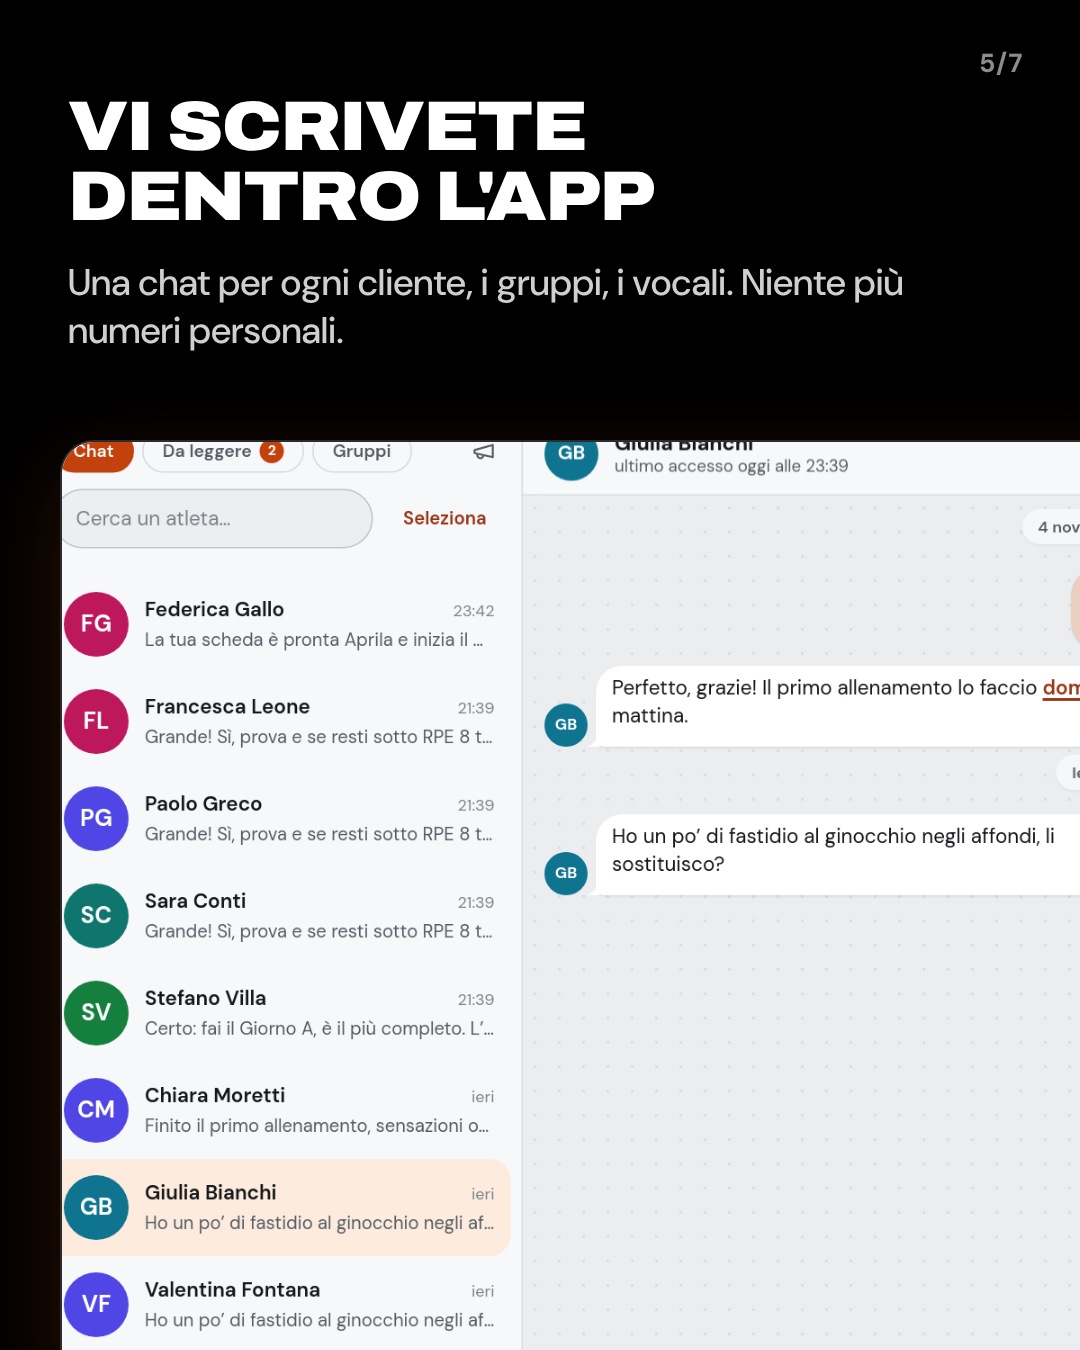 5/7
VI SCRIVETE
DENTRO L'APP
Una chat per ogni cliente, i gruppi, i vocali. Niente più
numeri personali.
Chat
Da leggere 2
Gruppi
Cerca un atleta...
Seleziona
FG
Federica Gallo
23:42
La tua scheda è pronta Aprila e inizia il ...
FL
Francesca Leone
21:39
Grande! Sì, prova e se resti sotto RPE 8 t...
PG
Paolo Greco
21:39
Grande! Sì, prova e se resti sotto RPE 8 t...
SC
Sara Conti
21:39
Grande! Sì, prova e se resti sotto RPE 8 t...
SV
Stefano Villa
21:39
Certo: fai il Giorno A, è il più completo. L’...
CM
Chiara Moretti
ieri
Finito il primo allenamento, sensazioni o...
GB
Giulia Bianchi
ieri
Ho un po’ di fastidio al ginocchio negli af...
VF
Valentina Fontana
ieri
Ho un po’ di fastidio al ginocchio negli af...
GB
Giulia Bianchi
ultimo accesso oggi alle 23:39
4 nov
Perfetto, grazie! Il primo allenamento lo faccio
mattina.
GB
Ho un po’ di fastidio al ginocchio negli affondi, li
sostituisco?
GB